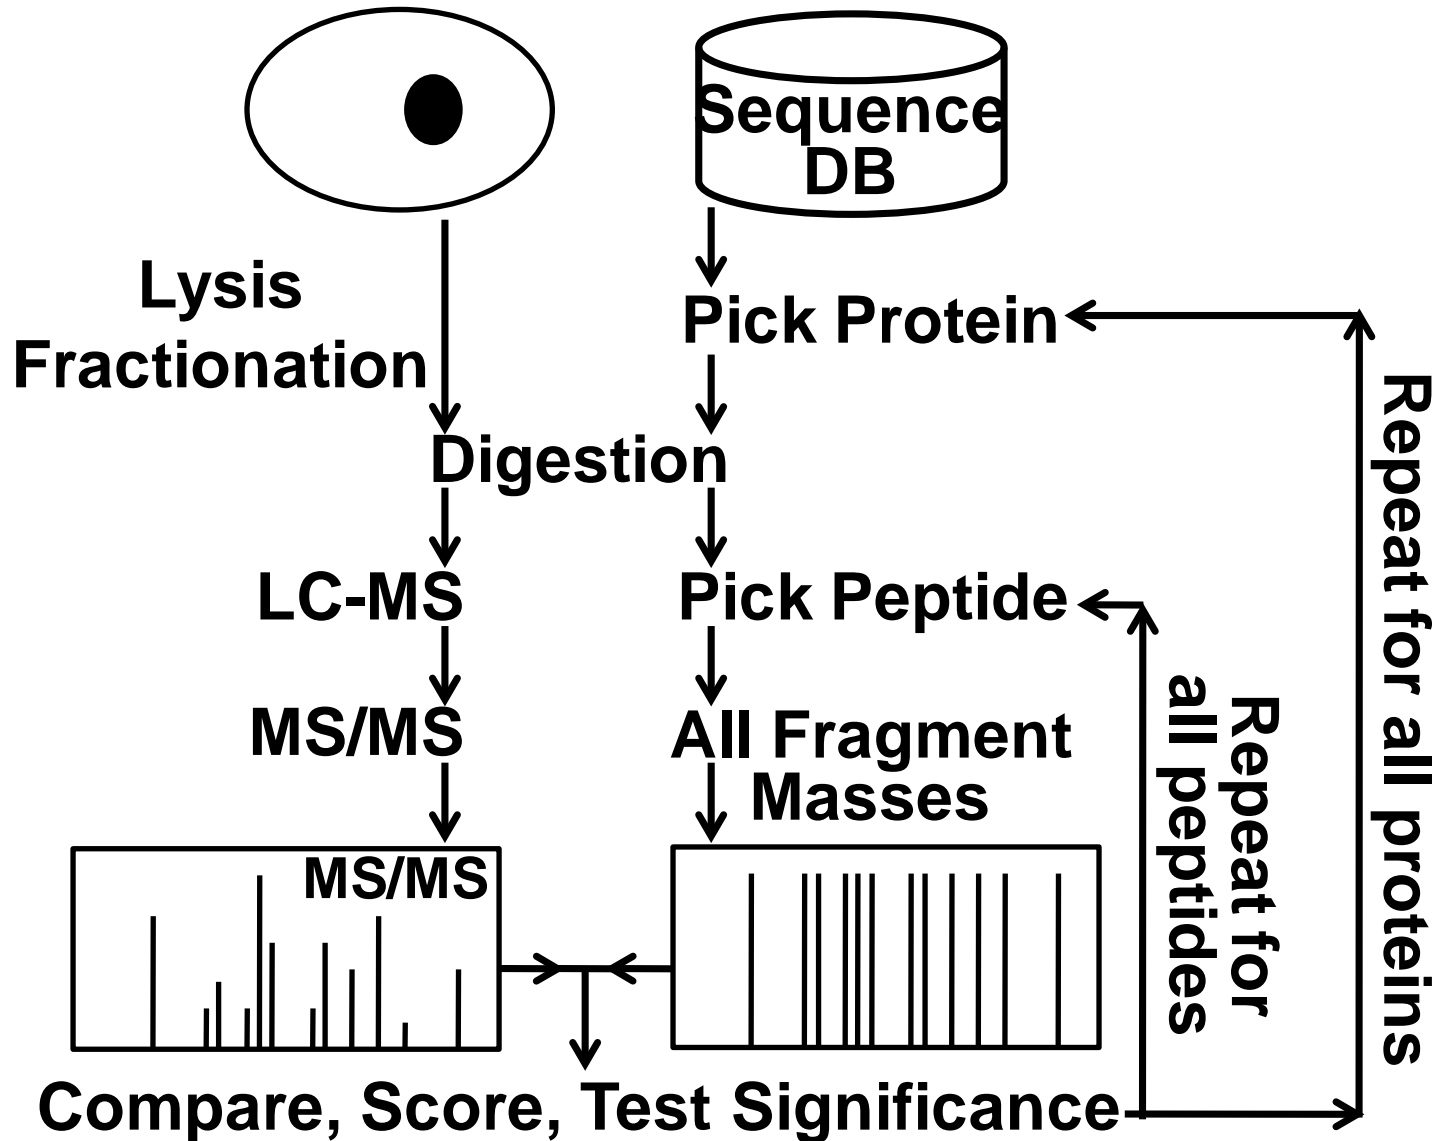 Sequence
DB
Lysis
Fractionation
Pick Protein
Digestion
LC-MS
Pick Peptide
MS/MS
All Fragment
Masses
MS/MS
Repeat for
all peptides
Repeat for all proteins
Compare, Score, Test Significance